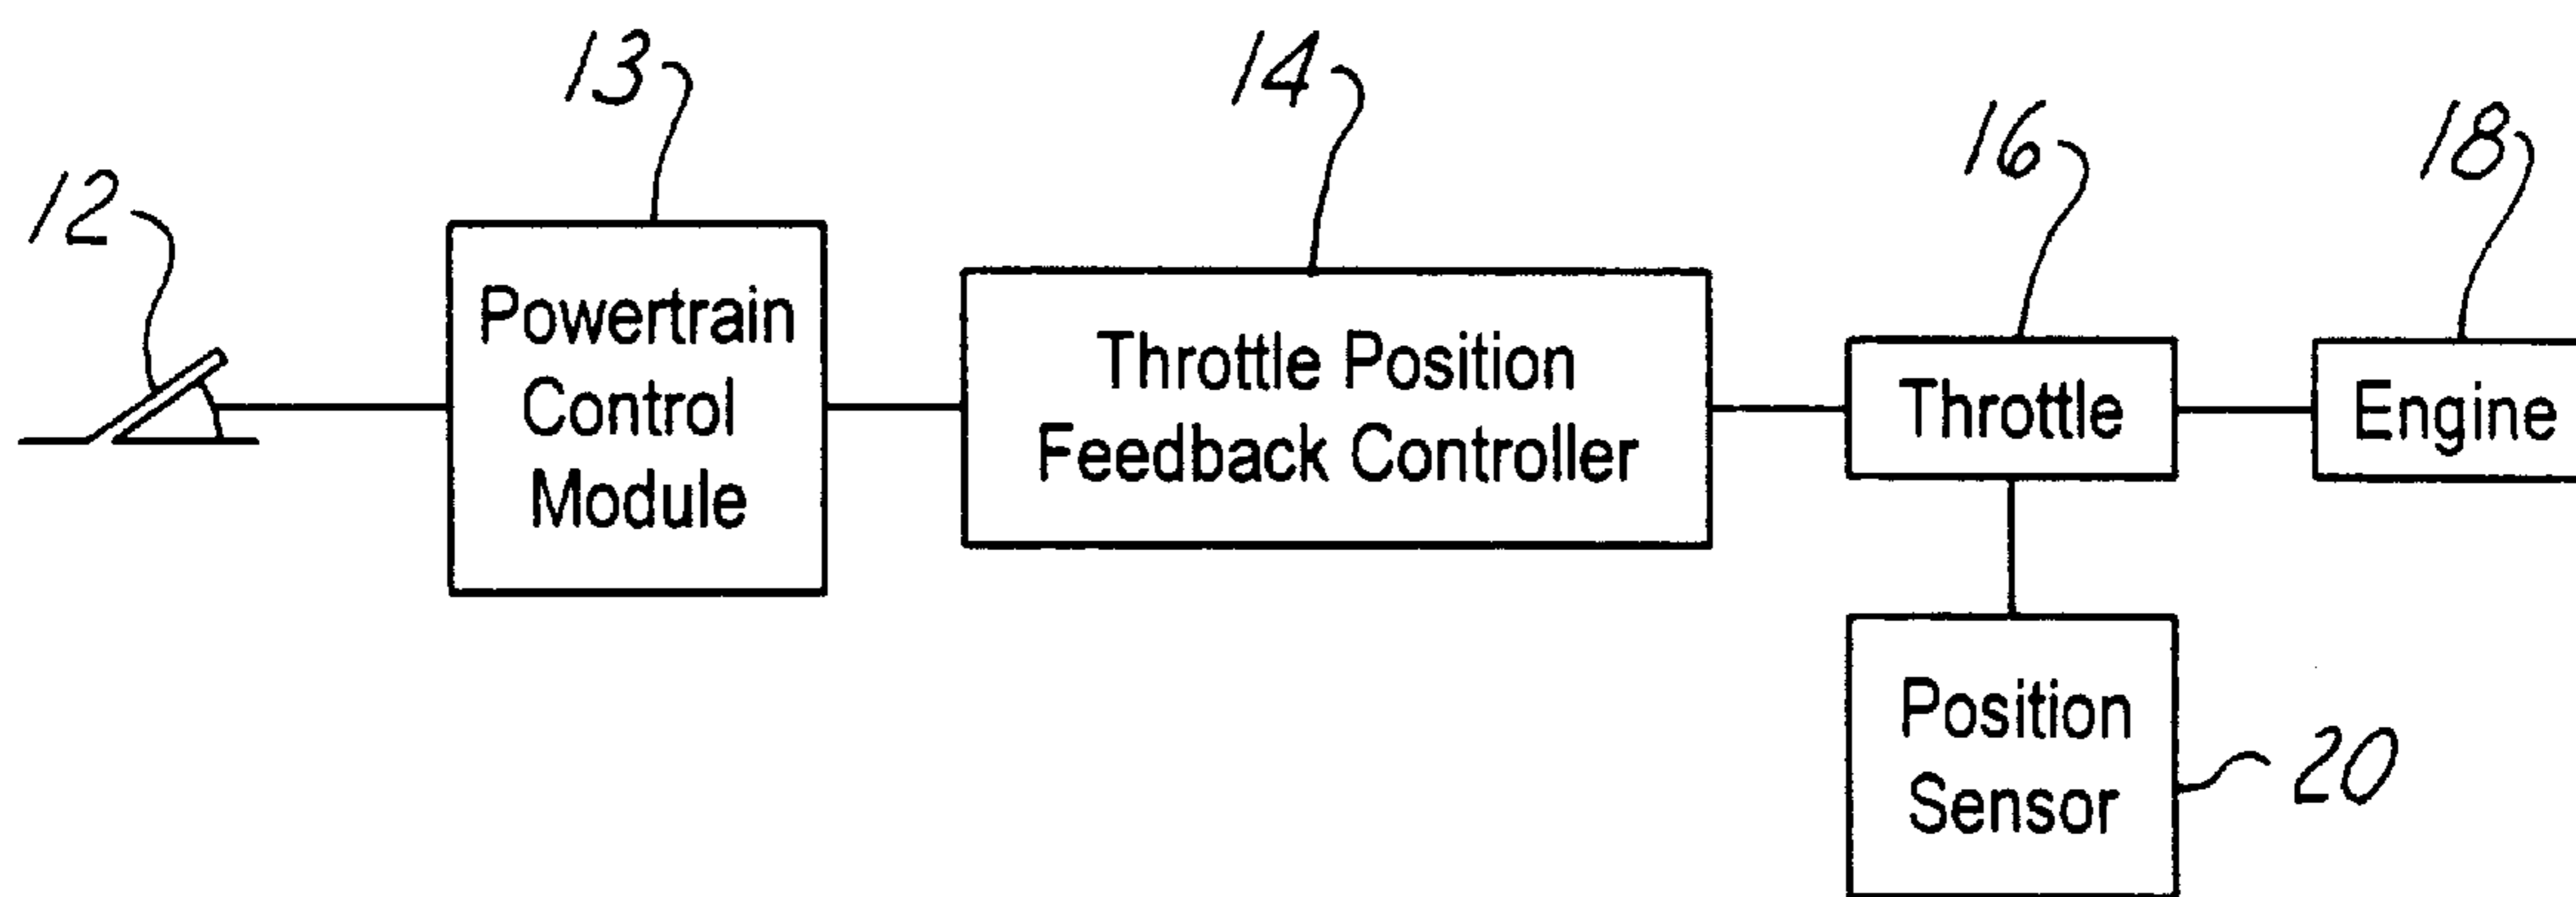 13
14
16
18
12
Powertrain
Control
Module
Throttle Position
Feedback Controller
Throttle
Engine
Position
Sensor
20